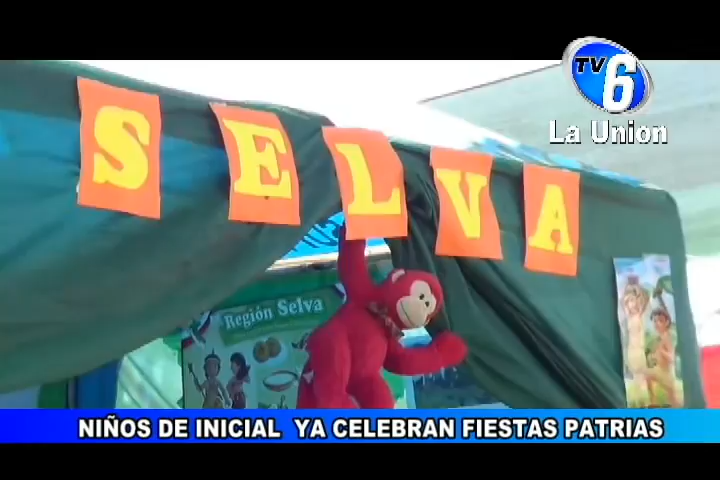 TV6
La Union
SELVA
Región Selva
NIÑOS DE INICIAL YA CELEBRAN FIESTAS PATRIAS